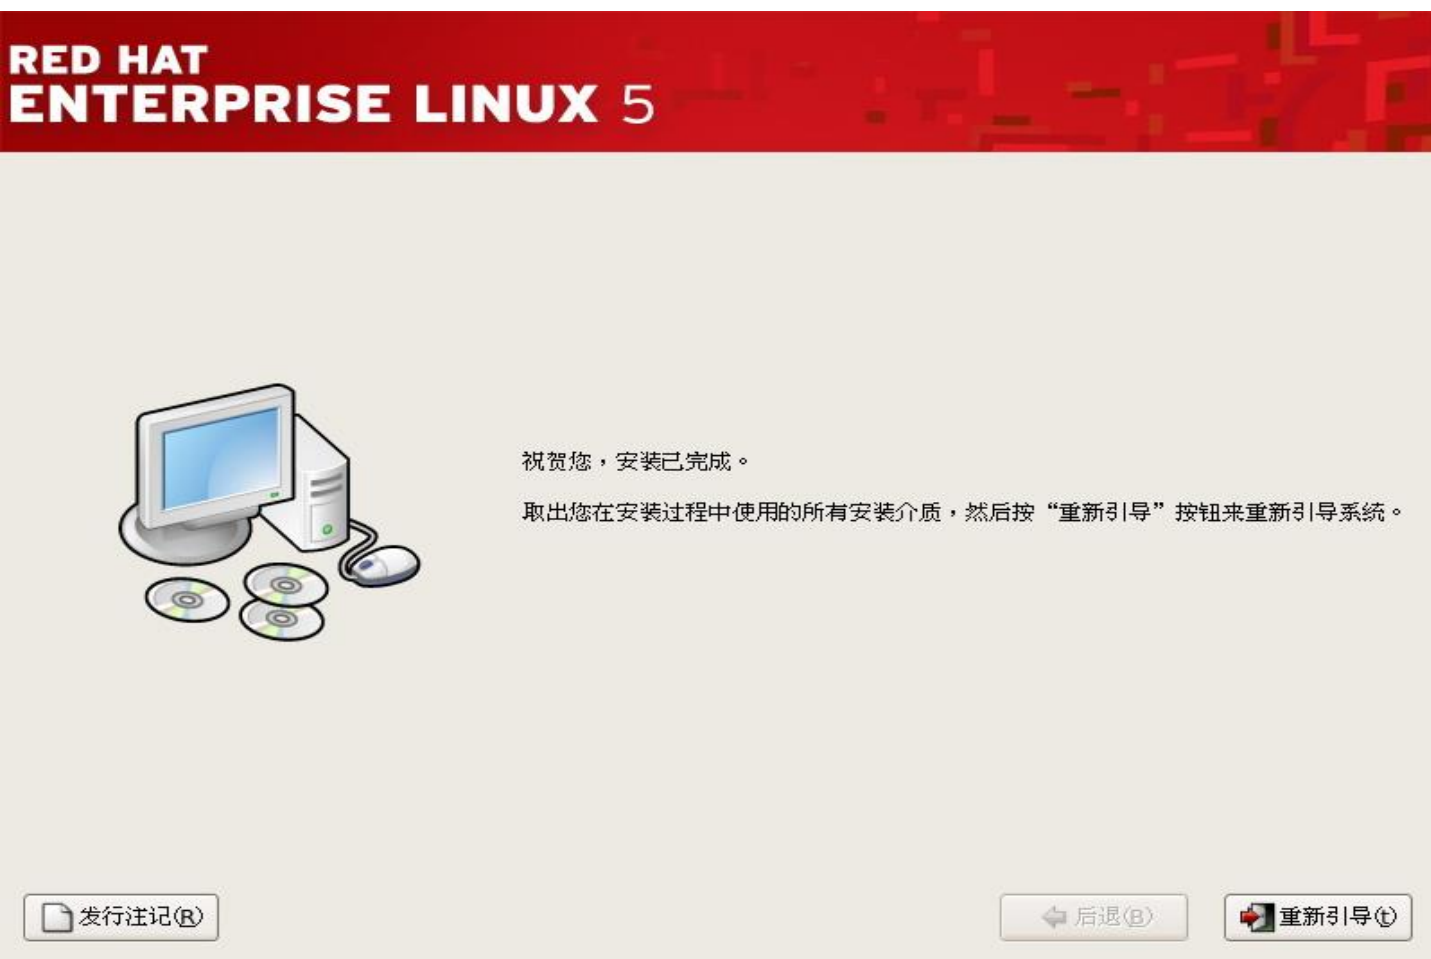 RED HAT
ENTERPRISE LINUX 5
祝贺您，安装已完成。
取出您在安装过程中使用的所有安装介质，然后按“重新引导”按钮来重新引导系统。
发行注记(R)
后退(B)
重新引导(t)